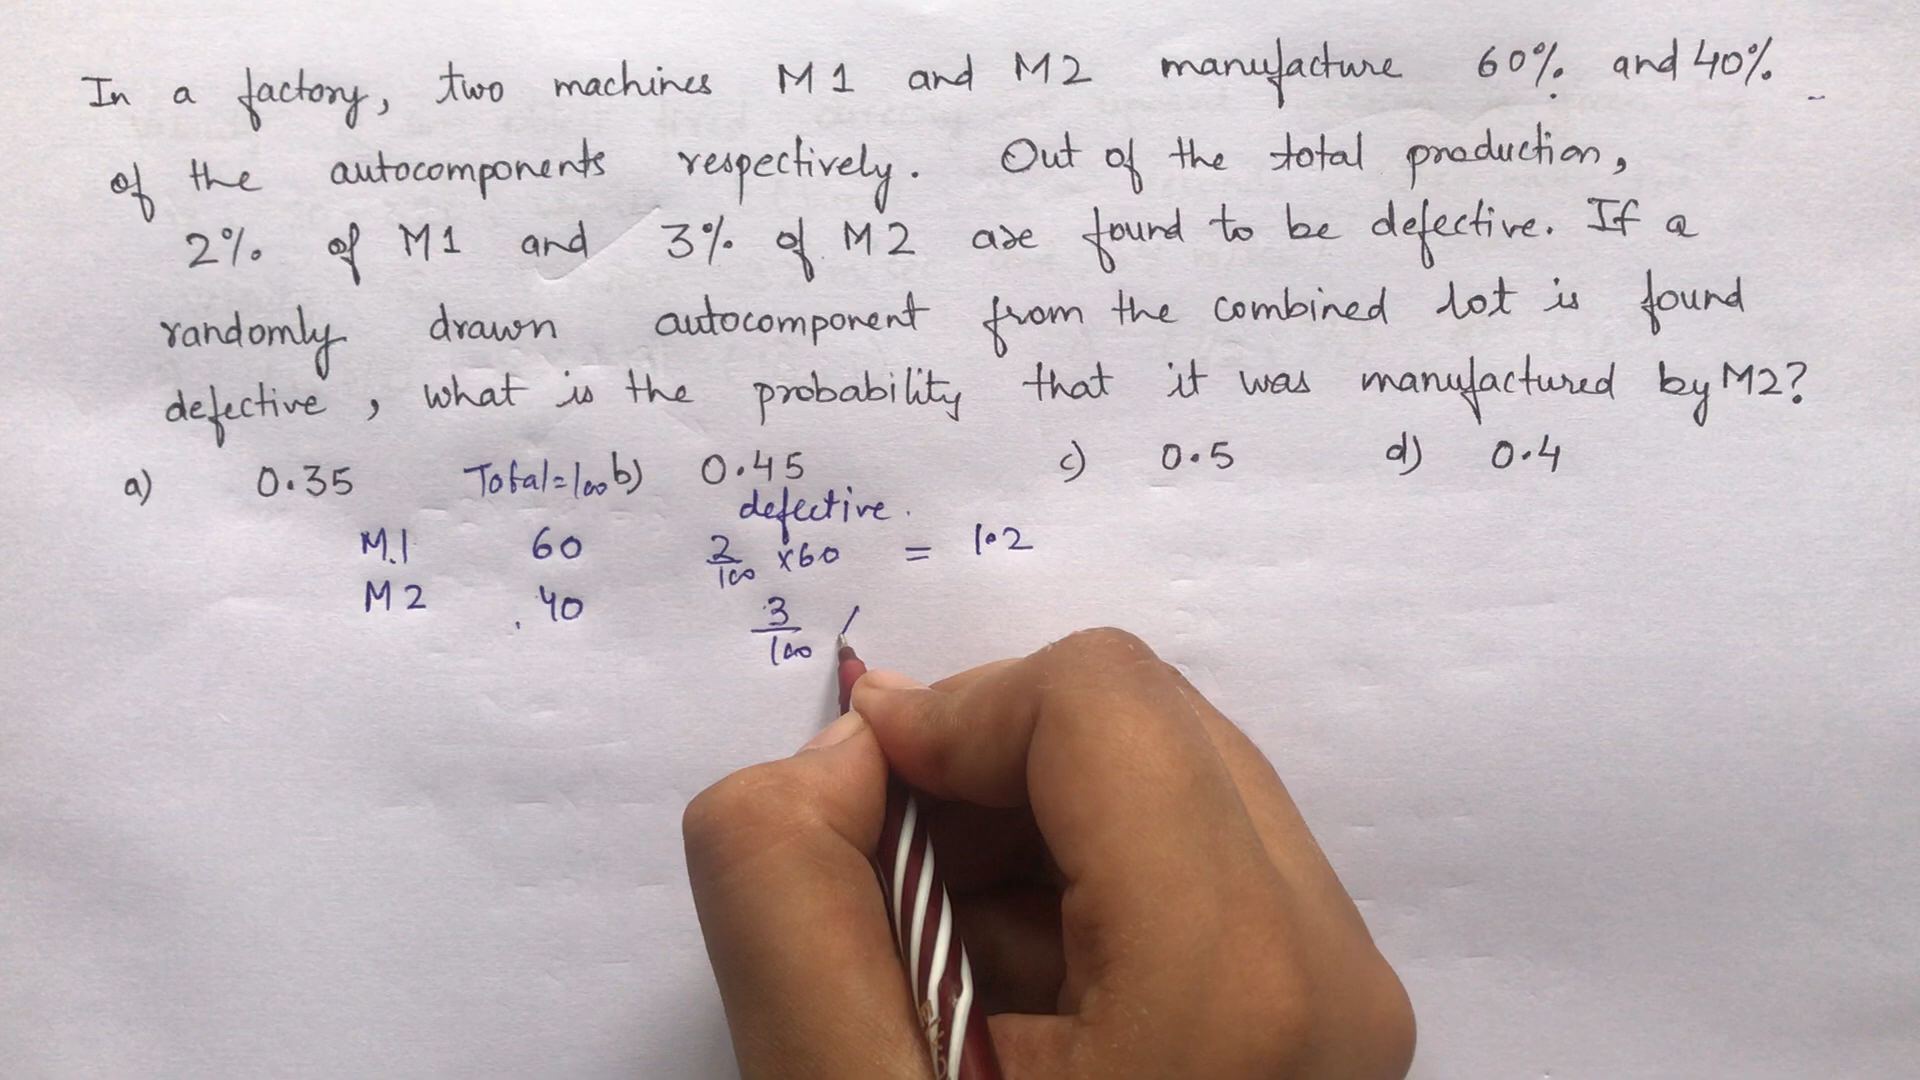 In a factory, two machines M1 and M2 manufacture 60% and 40%
of the autocomponents respectively. Out of the total production,
2% of M1 and 3% of M2 are found to be defective. If a
randomly drawn autocomponent from the combined lot is found
defective, what is the probability that it was manufactured by M2?
a) 0.35 b) 0.45 c) 0.5 d) 0.4
Total=100
defective.
M.1 60 2/100 x60 = 1.2
M2 40 3/100